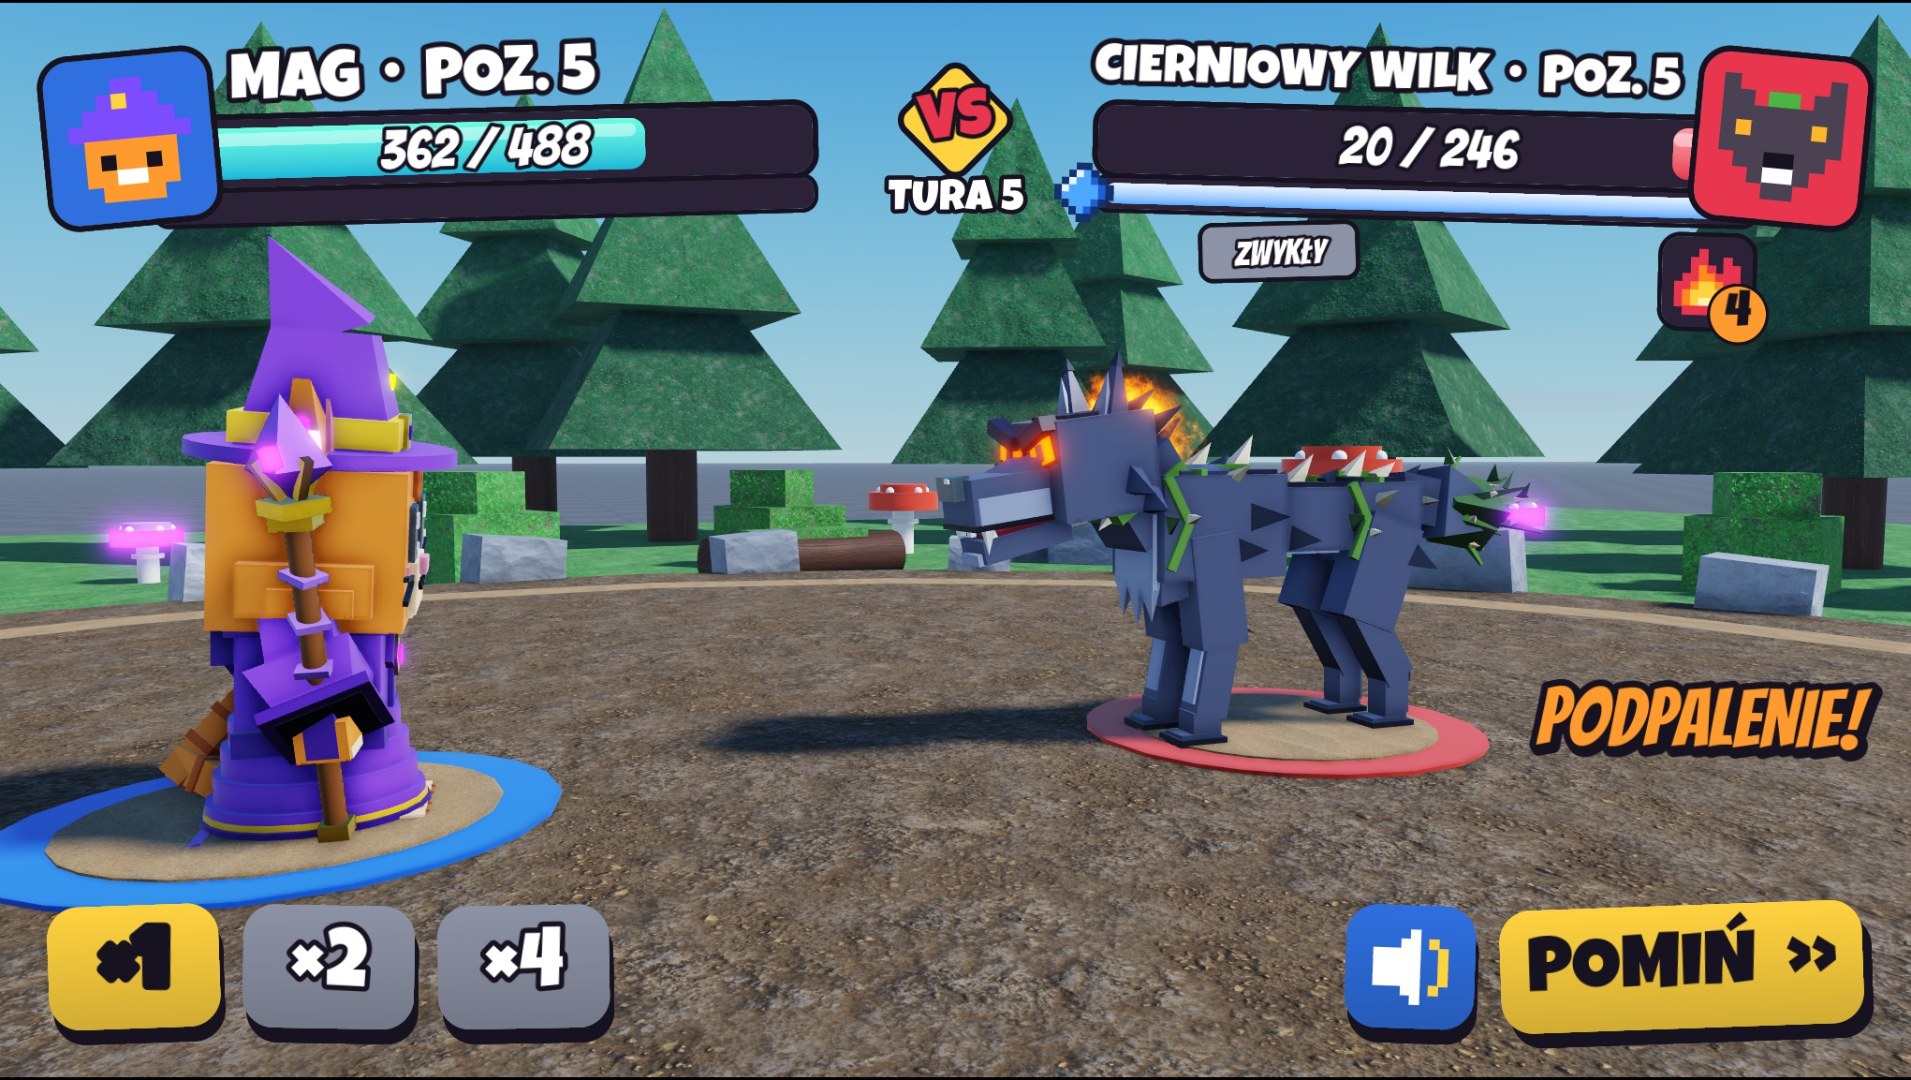 MAG • POZ. 5
362 / 488
VS
TURA 5
CIERNIOWY WILK • POZ. 5
20 / 246
ZWYKŁY
4
PODPALENIE!
×1
×2
×4
POMIŃ »